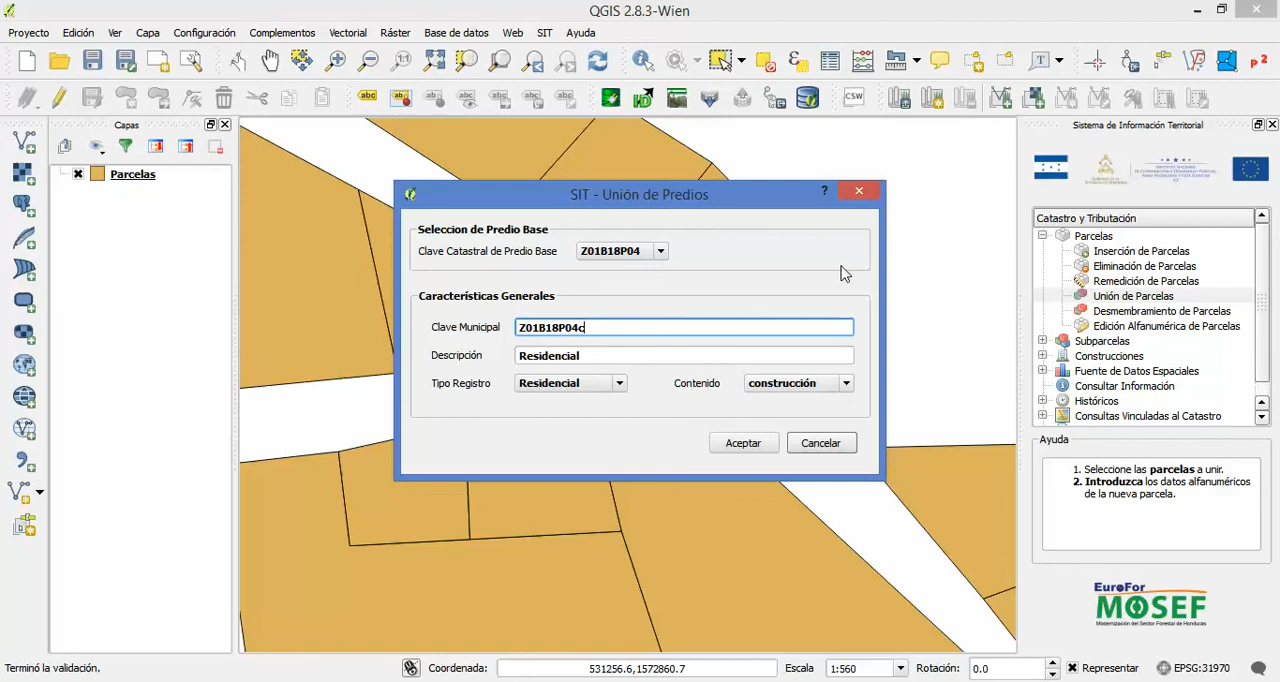 QGIS 2.8.3-Wien
Proyecto Edición Ver Capa Configuración Complementos Vectorial Ráster Base de datos Web SIT Ayuda
Capas
Parcelas
SIT - Unión de Predios
?
Seleccion de Predio Base
Clave Catastral de Predio Base Z01B18P04
Características Generales
Clave Municipal Z01B18P04c
Descripción Residencial
Tipo Registro Residencial Contenido construcción
Aceptar Cancelar
Sistema de Información Territorial
Catastro y Tributación
Parcelas
Inserción de Parcelas
Eliminación de Parcelas
Remedición de Parcelas
Unión de Parcelas
Desmembramiento de Parcelas
Edición Alfanumérica de Parcelas
Subparcelas
Construcciones
Fuente de Datos Espaciales
Consultar Información
Históricos
Consultas Vinculadas al Catastro
Ayuda
1. Seleccione las parcelas a unir.
2. Introduzca los datos alfanuméricos
de la nueva parcela.
EuroFor
MOSEF
Modernización del Sector Forestal de Honduras
Terminó la validación.
Coordenada: 531256.6,1572860.7 Escala 1:560 Rotación: 0.0 Representar EPSG:31970